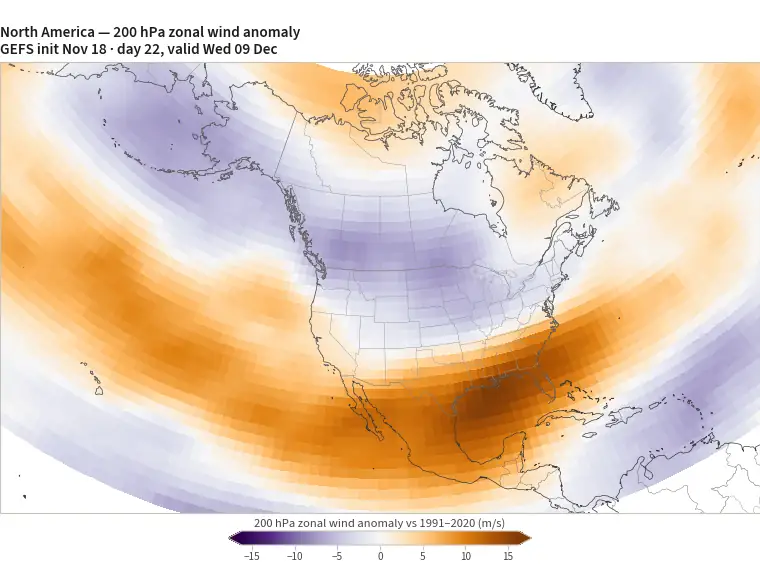 North America — 200 hPa zonal wind anomaly
GEFS init Nov 18 · day 22, valid Wed 09 Dec
200 hPa zonal wind anomaly vs 1991–2020 (m/s)
−15 −10 −5 0 5 10 15